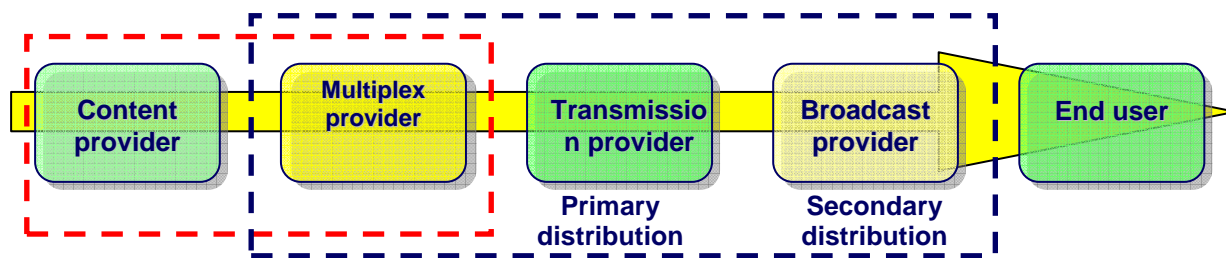 Content
provider
Multiplex
provider
Transmissio
n provider
Broadcast
provider
End user
Primary
distribution
Secondary
distribution